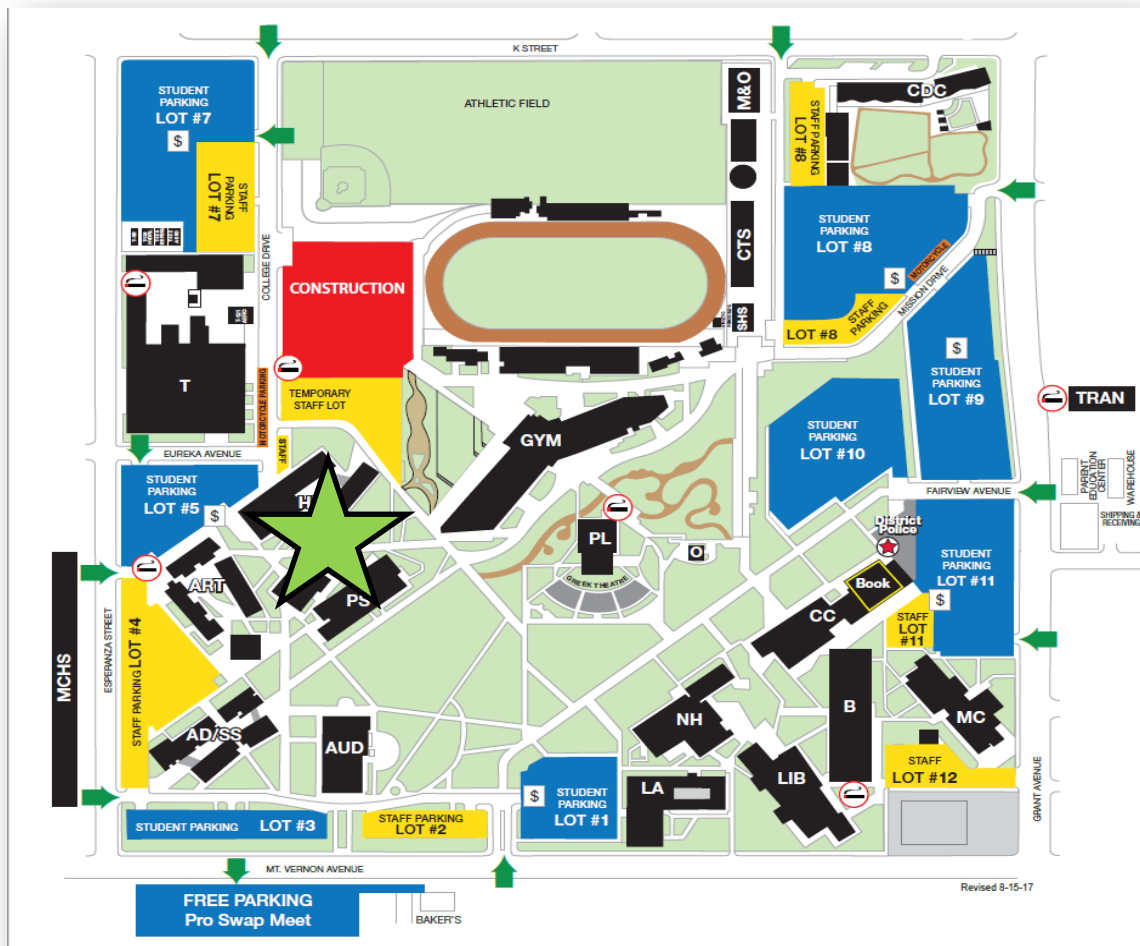 K STREET
STUDENT
PARKING
LOT #7
$
STAFF
PARKING
LOT #7
ATHLETIC FIELD
M&O
STAFF PARKING
LOT #8
CDC
COLLEGE DRIVE
CONSTRUCTION
CTS
SHS
STUDENT
PARKING
LOT #8
$
MOTORCYCLE
MISSION DRIVE
STAFF
PARKING
LOT #8
T
MOTORCYCLE PARKING
TEMPORARY
STAFF LOT
STAFF
$
STUDENT
PARKING
LOT #9
TRAN
GYM
STUDENT
PARKING
LOT #10
EUREKA AVENUE
STUDENT
PARKING
LOT #5
$
H
FAIRVIEW AVENUE
PARENT
EDUCATION
CENTER
WAREHOUSE
SHIPPING &
RECEIVING
District
Police
PL
O
GREEK THEATRE
STUDENT
PARKING
LOT #11
$
Book
CC
STAFF
LOT
#11
ART
PS
MCHS
ESPERANZA STREET
STAFF PARKING LOT #4
AD/SS
AUD
NH
B
MC
LIB
LA
STAFF
LOT #12
GRANT AVENUE
$
STUDENT
PARKING
LOT #1
STUDENT PARKING LOT #3
STAFF PARKING
LOT #2
MT. VERNON AVENUE
Revised 8-15-17
FREE PARKING
Pro Swap Meet
BAKER'S